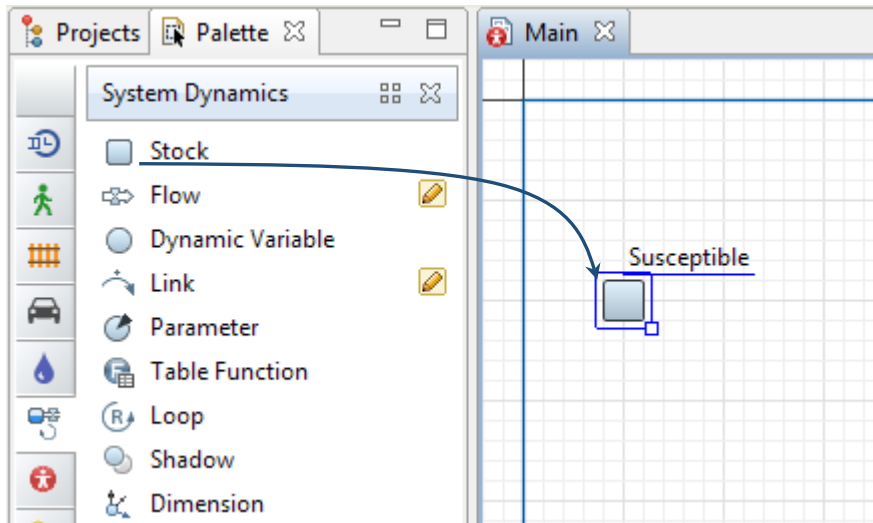 Projects Palette Main
System Dynamics
Stock
Flow
Dynamic Variable
Susceptible
Link
Parameter
Table Function
Loop
Shadow
Dimension